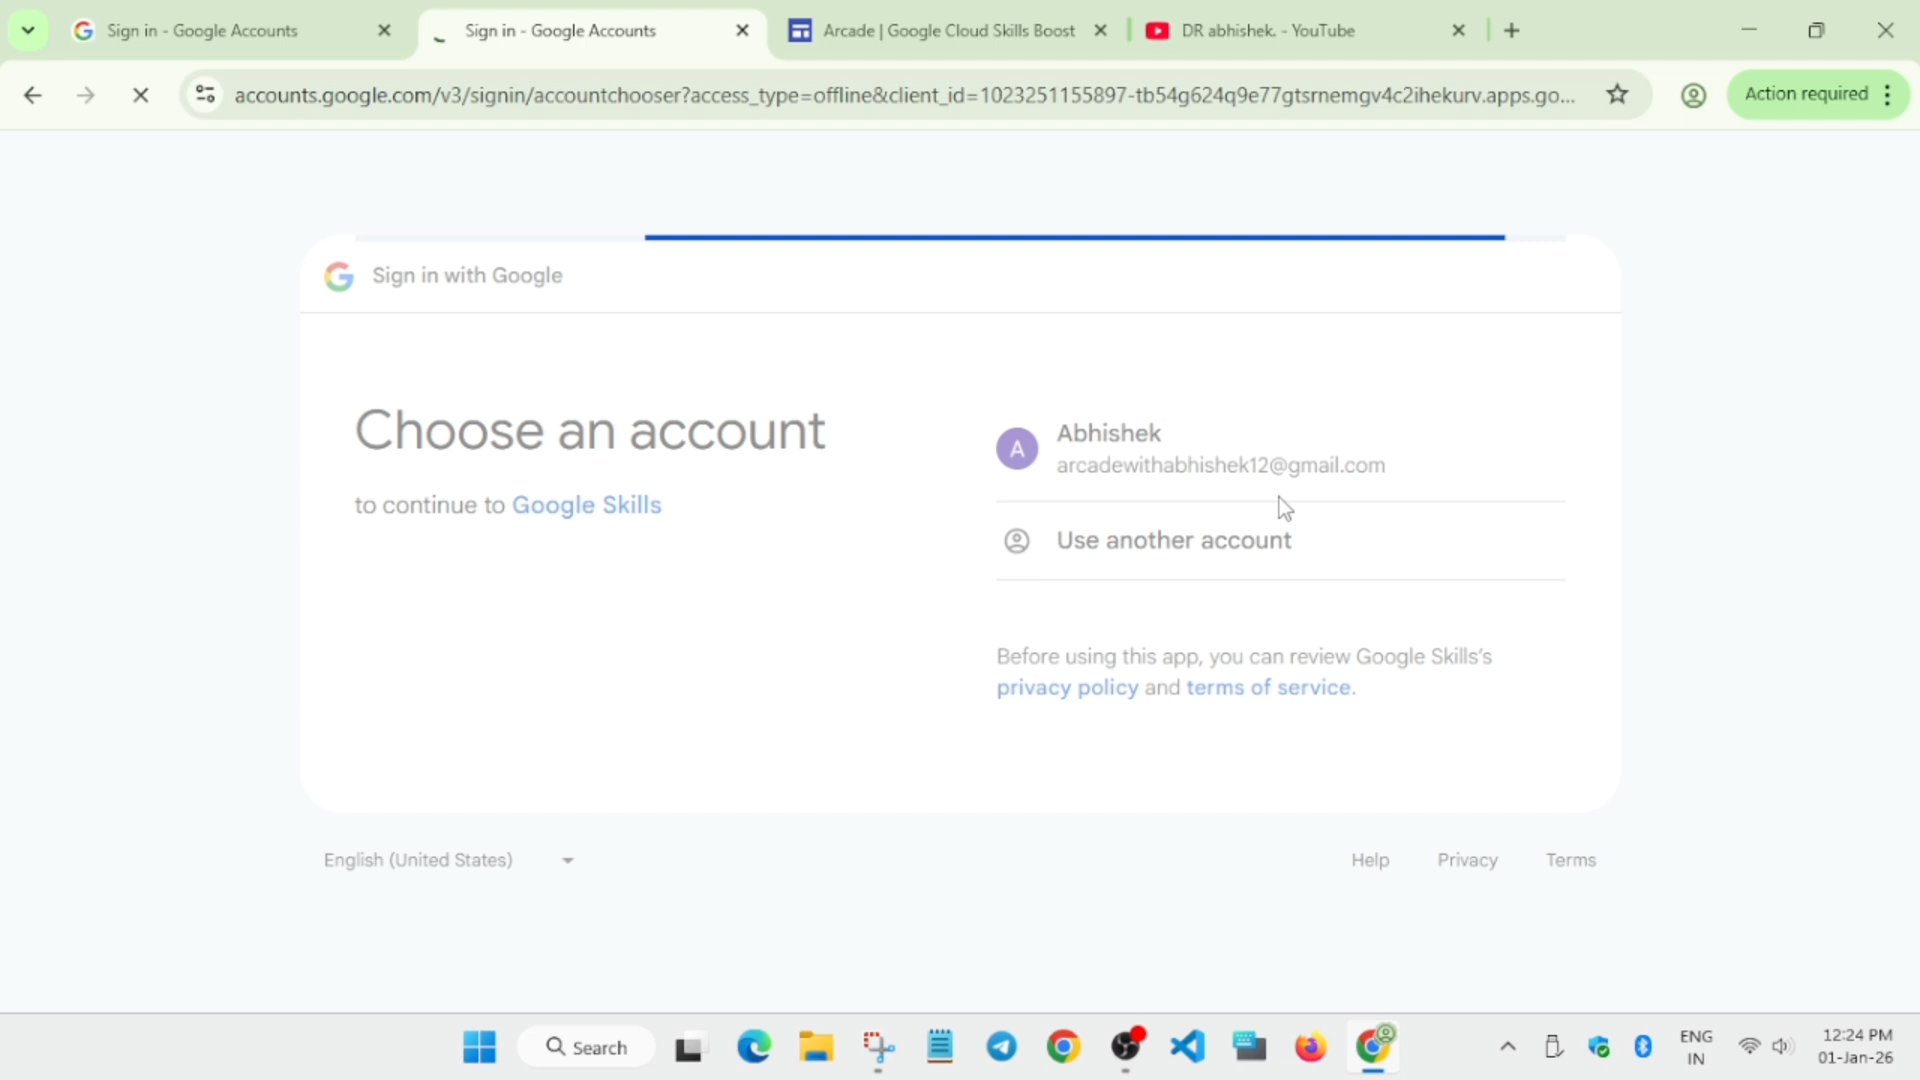 Sign in - Google Accounts
Sign in - Google Accounts
Arcade | Google Cloud Skills Boost
DR abhishek. - YouTube
accounts.google.com/v3/signin/accountchooser?access_type=offline&client_id=1023251155897-tb54g624q9e77gtsrnemgv4c2ihekurv.apps.go...
Action required
Sign in with Google
Choose an account
to continue to Google Skills
A
Abhishek
arcadewithabhishek12@gmail.com
Use another account
Before using this app, you can review Google Skills's
privacy policy and terms of service.
English (United States)
Help
Privacy
Terms
Search
ENG
IN
12:24 PM
01-Jan-26